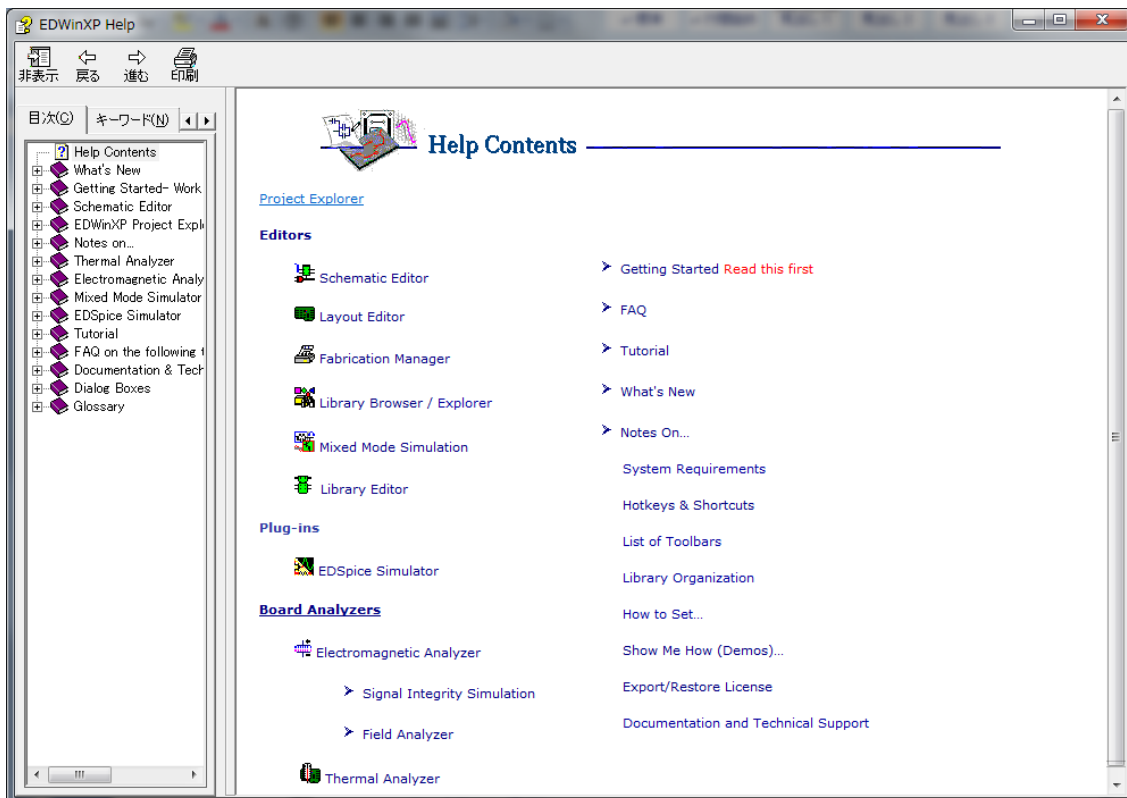 EDWinXP Help
非表示 戻る 進む 印刷
目次(C) キーワード(N)
Help Contents
What's New
Getting Started- Work
Schematic Editor
EDWinXP Project Expl
Notes on...
Thermal Analyzer
Electromagnetic Analy
Mixed Mode Simulator
EDSpice Simulator
Tutorial
FAQ on the following t
Documentation & Tech
Dialog Boxes
Glossary
Help Contents
Project Explorer
Editors
Schematic Editor
Layout Editor
Fabrication Manager
Library Browser / Explorer
Mixed Mode Simulation
Library Editor
Plug-ins
EDSpice Simulator
Board Analyzers
Electromagnetic Analyzer
Signal Integrity Simulation
Field Analyzer
Thermal Analyzer
Getting Started Read this first
FAQ
Tutorial
What's New
Notes On...
System Requirements
Hotkeys & Shortcuts
List of Toolbars
Library Organization
How to Set...
Show Me How (Demos)...
Export/Restore License
Documentation and Technical Support